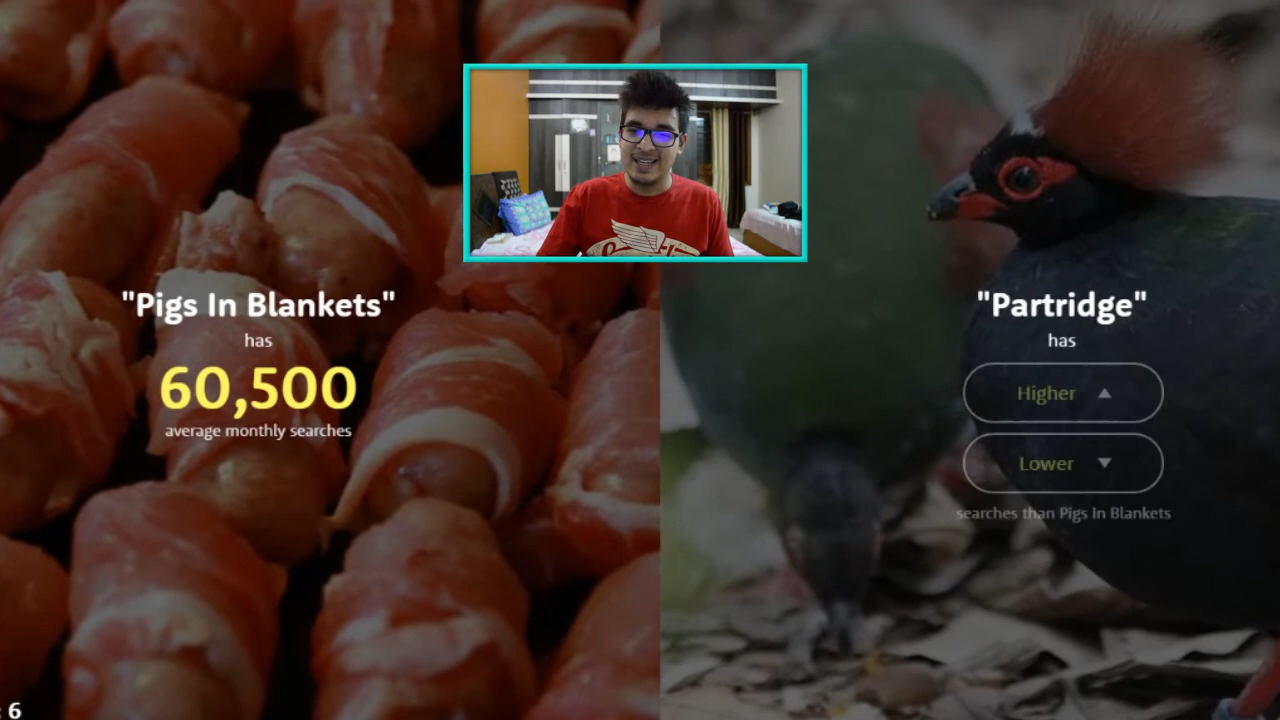 "Pigs In Blankets"
has
60,500
average monthly searches
"Partridge"
has
Higher ▲
Lower ▼
searches than Pigs In Blankets
: 6